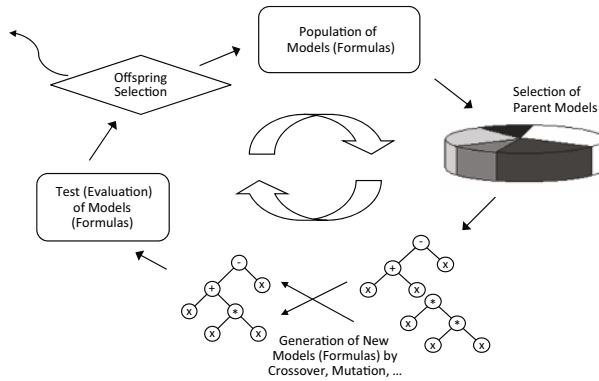 Population of
Models (Formulas)
Offspring
Selection
Selection of
Parent Models
Test (Evaluation)
of Models
(Formulas)
-
+
x
x
*
x
x
-
+
x
x
x
*
x
*
x
x
Generation of New
Models (Formulas) by
Crossover, Mutation, ...